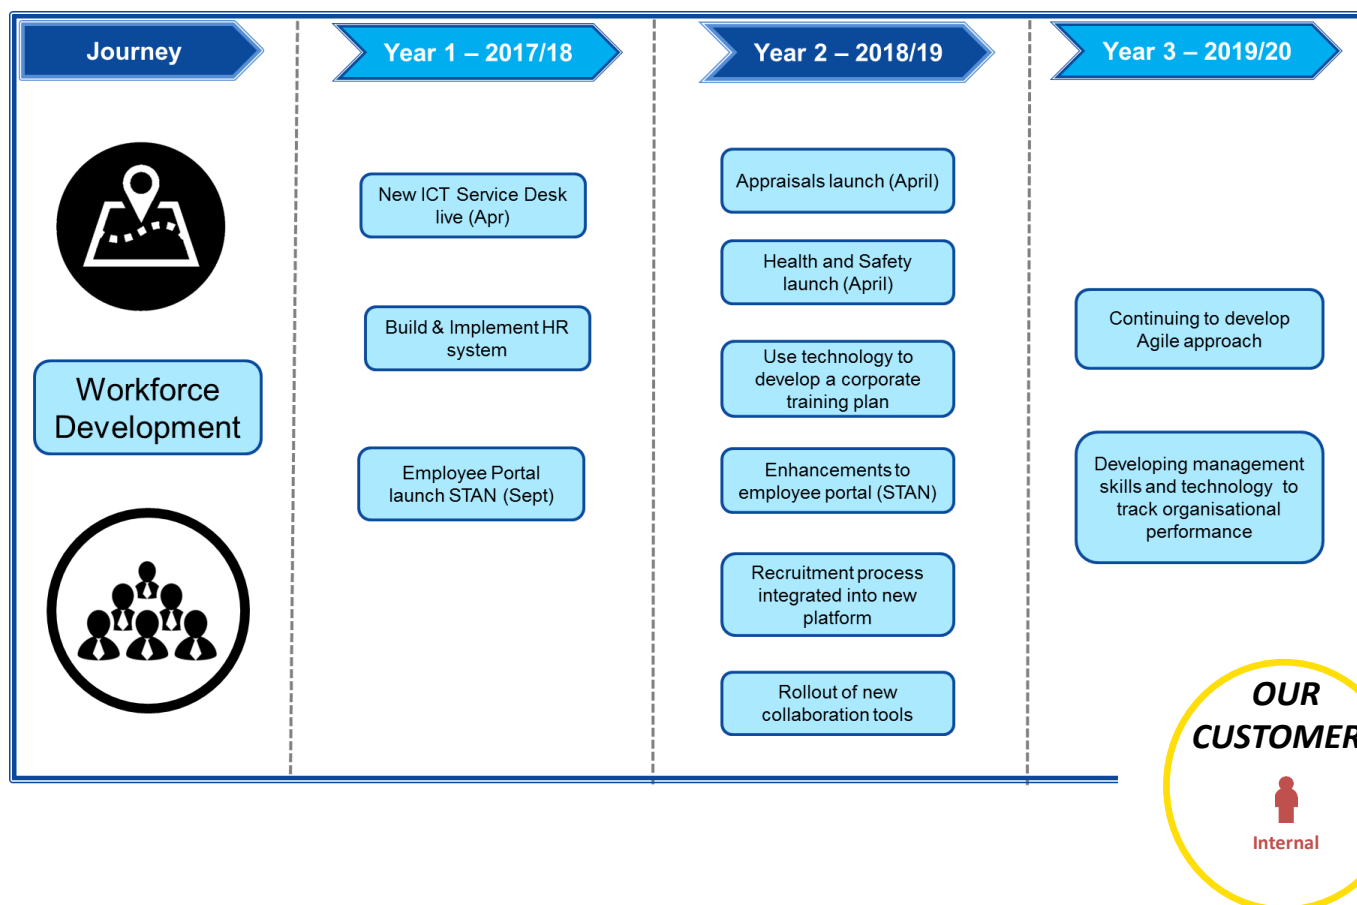 Journey
Year 1 – 2017/18
Year 2 – 2018/19
Year 3 – 2019/20
Workforce
Development
New ICT Service Desk
live (Apr)
Build & Implement HR
system
Employee Portal
launch STAN (Sept)
Appraisals launch (April)
Health and Safety
launch (April)
Use technology to
develop a corporate
training plan
Enhancements to
employee portal (STAN)
Recruitment process
integrated into new
platform
Rollout of new
collaboration tools
Continuing to develop
Agile approach
Developing management
skills and technology to
track organisational
performance
OUR
CUSTOMER
Internal